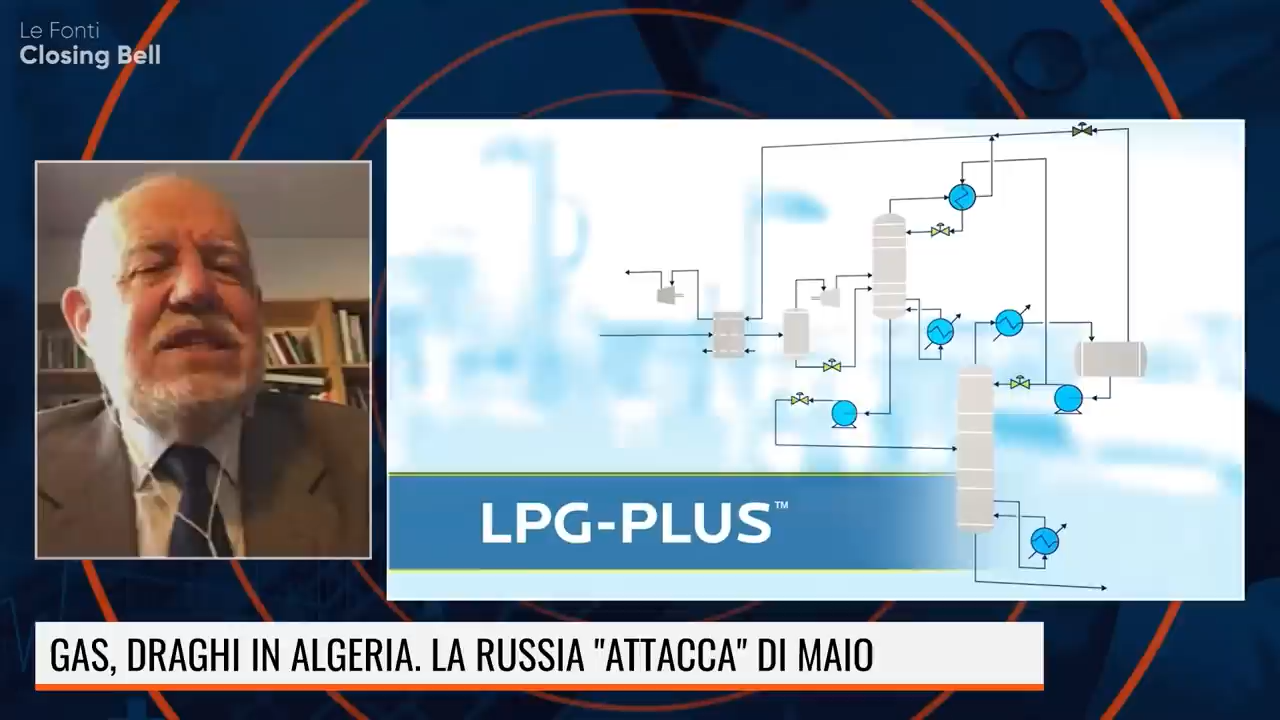 Le Fonti
Closing Bell
LPG-PLUS™
GAS, DRAGHI IN ALGERIA. LA RUSSIA "ATTACCA" DI MAIO